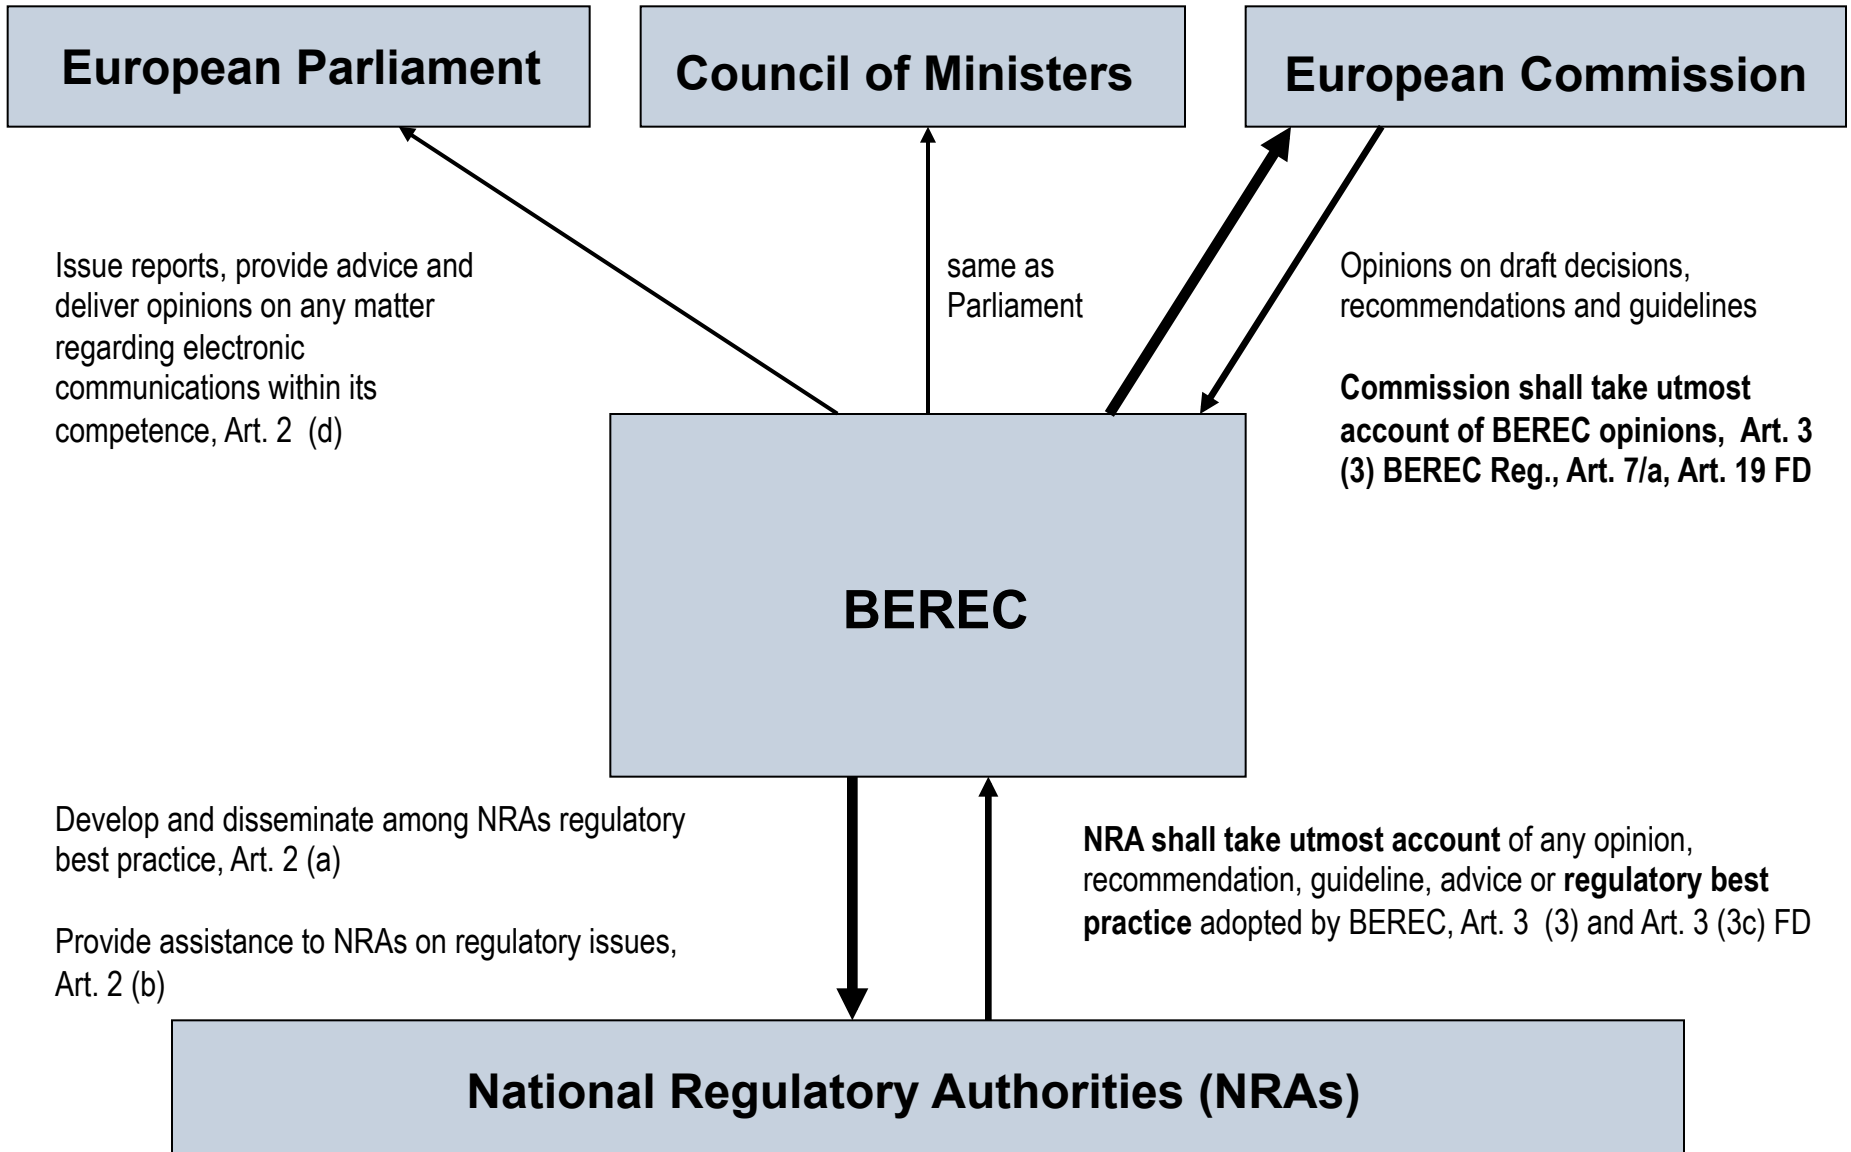 European Parliament
Council of Ministers
European Commission
Issue reports, provide advice and
deliver opinions on any matter
regarding electronic
communications within its
competence, Art. 2  (d)
same as
Parliament
Opinions on draft decisions,
recommendations and guidelines
Commission shall take utmost
account of BEREC opinions,  Art. 3
(3) BEREC Reg., Art. 7/a, Art. 19 FD
BEREC
Develop and disseminate among NRAs regulatory
best practice, Art. 2 (a)
Provide assistance to NRAs on regulatory issues,
Art. 2 (b)
NRA shall take utmost account of any opinion,
recommendation, guideline, advice or regulatory best
practice adopted by BEREC, Art. 3  (3) and Art. 3 (3c) FD
National Regulatory Authorities (NRAs)